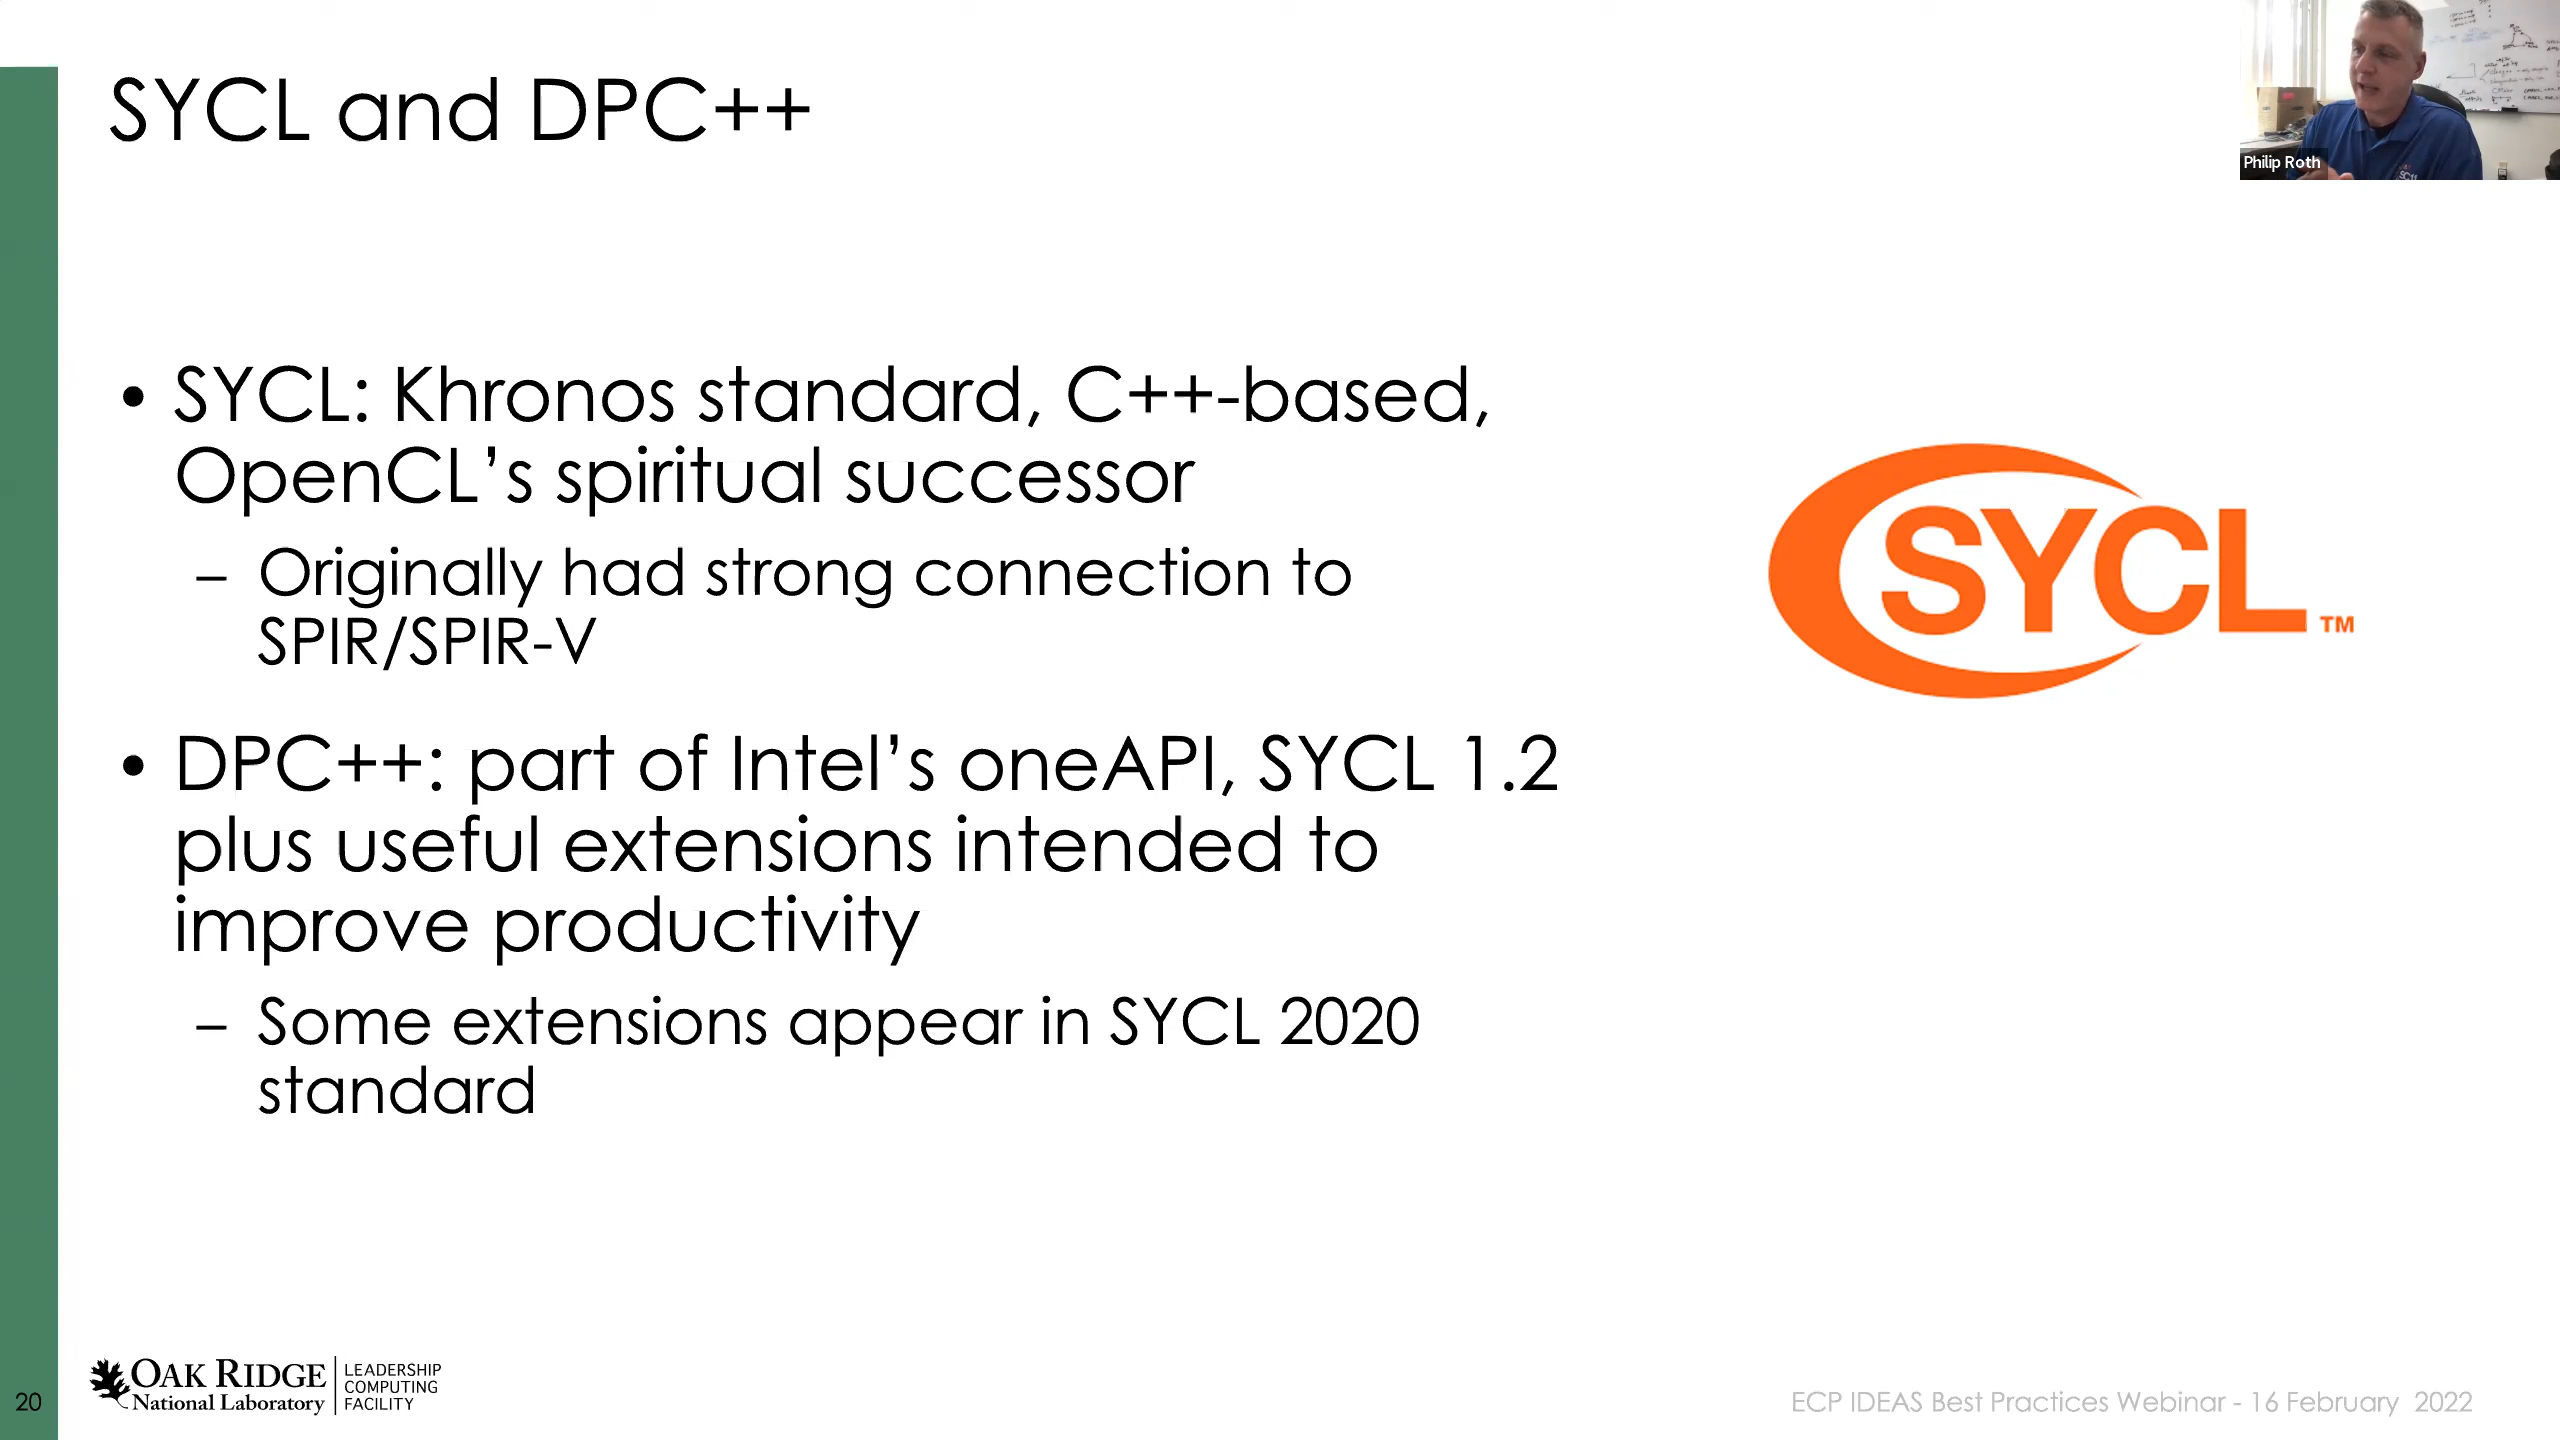 SYCL and DPC++
Philip Roth
• SYCL: Khronos standard, C++-based,
OpenCL’s spiritual successor
– Originally had strong connection to
SPIR/SPIR-V
• DPC++: part of Intel’s oneAPI, SYCL 1.2
plus useful extensions intended to
improve productivity
– Some extensions appear in SYCL 2020
standard
SYCL™
20
OAK RIDGE
National Laboratory
LEADERSHIP
COMPUTING
FACILITY
ECP IDEAS Best Practices Webinar - 16 February 2022